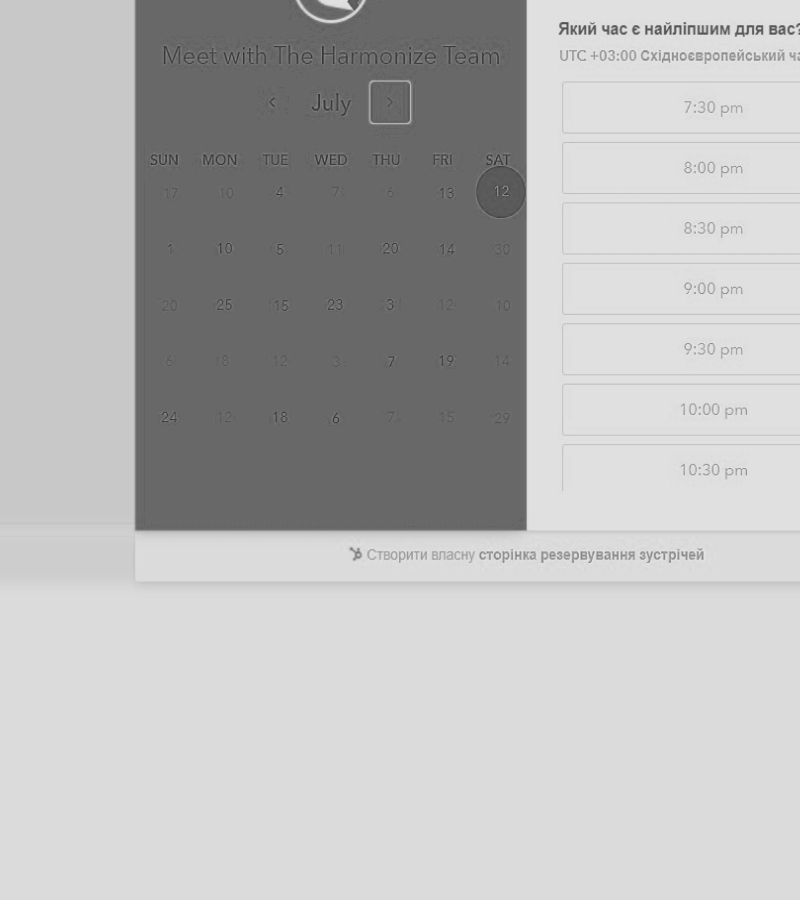 Meet with The Harmonize Team
July
SUN MON TUE WED THU FRI SAT
17 10 4 7 6 13 12
1 10 5 11 20 14 30
20 25 15 23 3 12 10
6 8 12 3 7 19 14
24 12 18 6 7 15 29
Який час є найліпшим для вас?
UTC +03:00 Східноєвропейський ча
7:30 pm
8:00 pm
8:30 pm
9:00 pm
9:30 pm
10:00 pm
10:30 pm
Створити власну сторінка резервування зустрічей